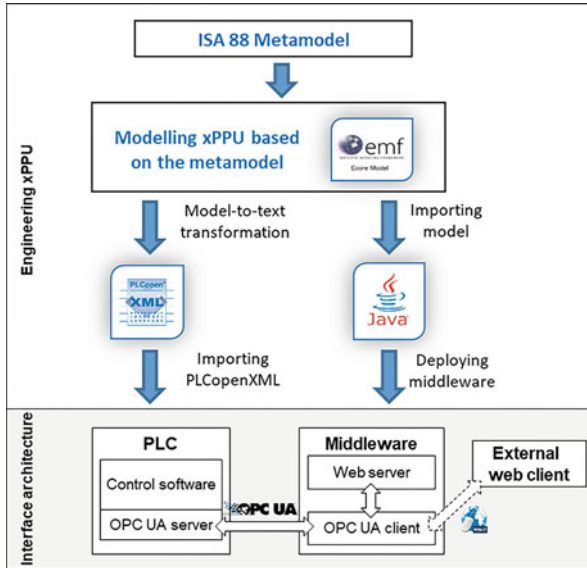 ISA 88 Metamodel
Modelling xPPU based
on the metamodel
emf
Ecore Model
Engineering xPPU
Model-to-text
transformation
Importing
model
PLCopen
XML
Java
Importing
PLCopenXML
Deploying
middleware
Interface architecture
PLC
Control software
OPC UA server
OPC UA
Middleware
Web server
OPC UA client
External
web client